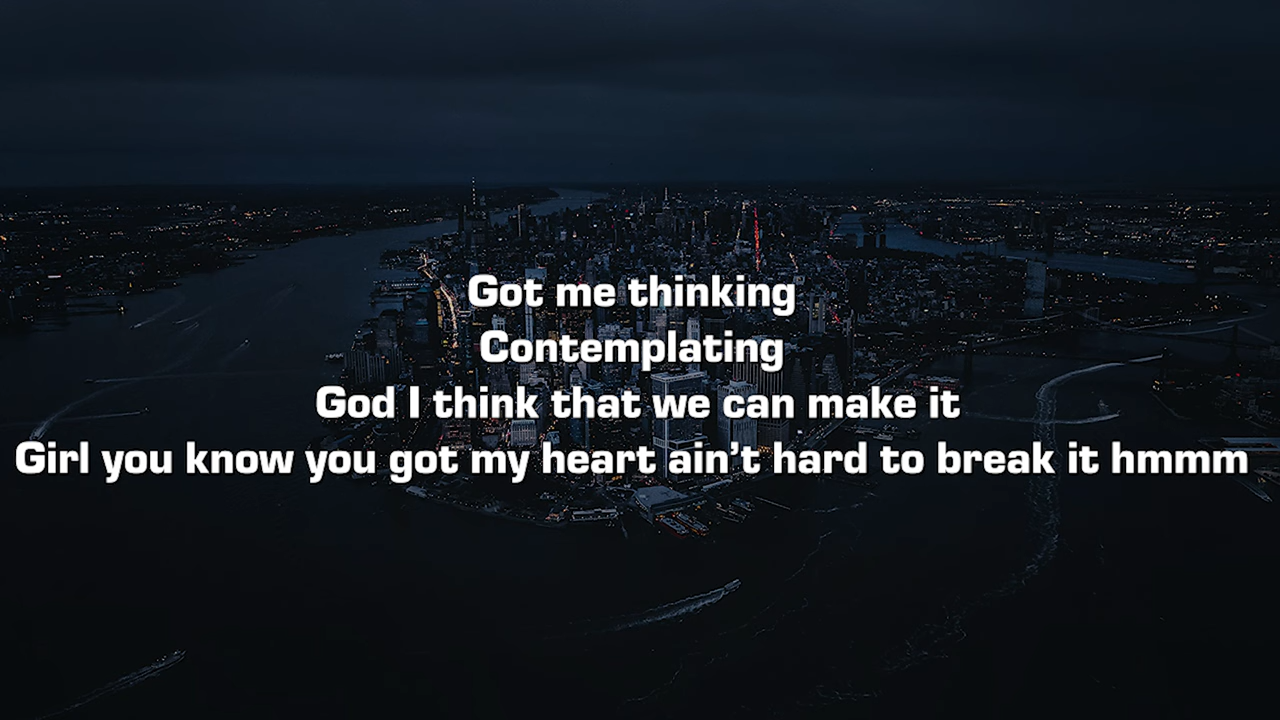 Got me thinking
Contemplating
God I think that we can make it
Girl you know you got my heart ain’t hard to break it hmmm